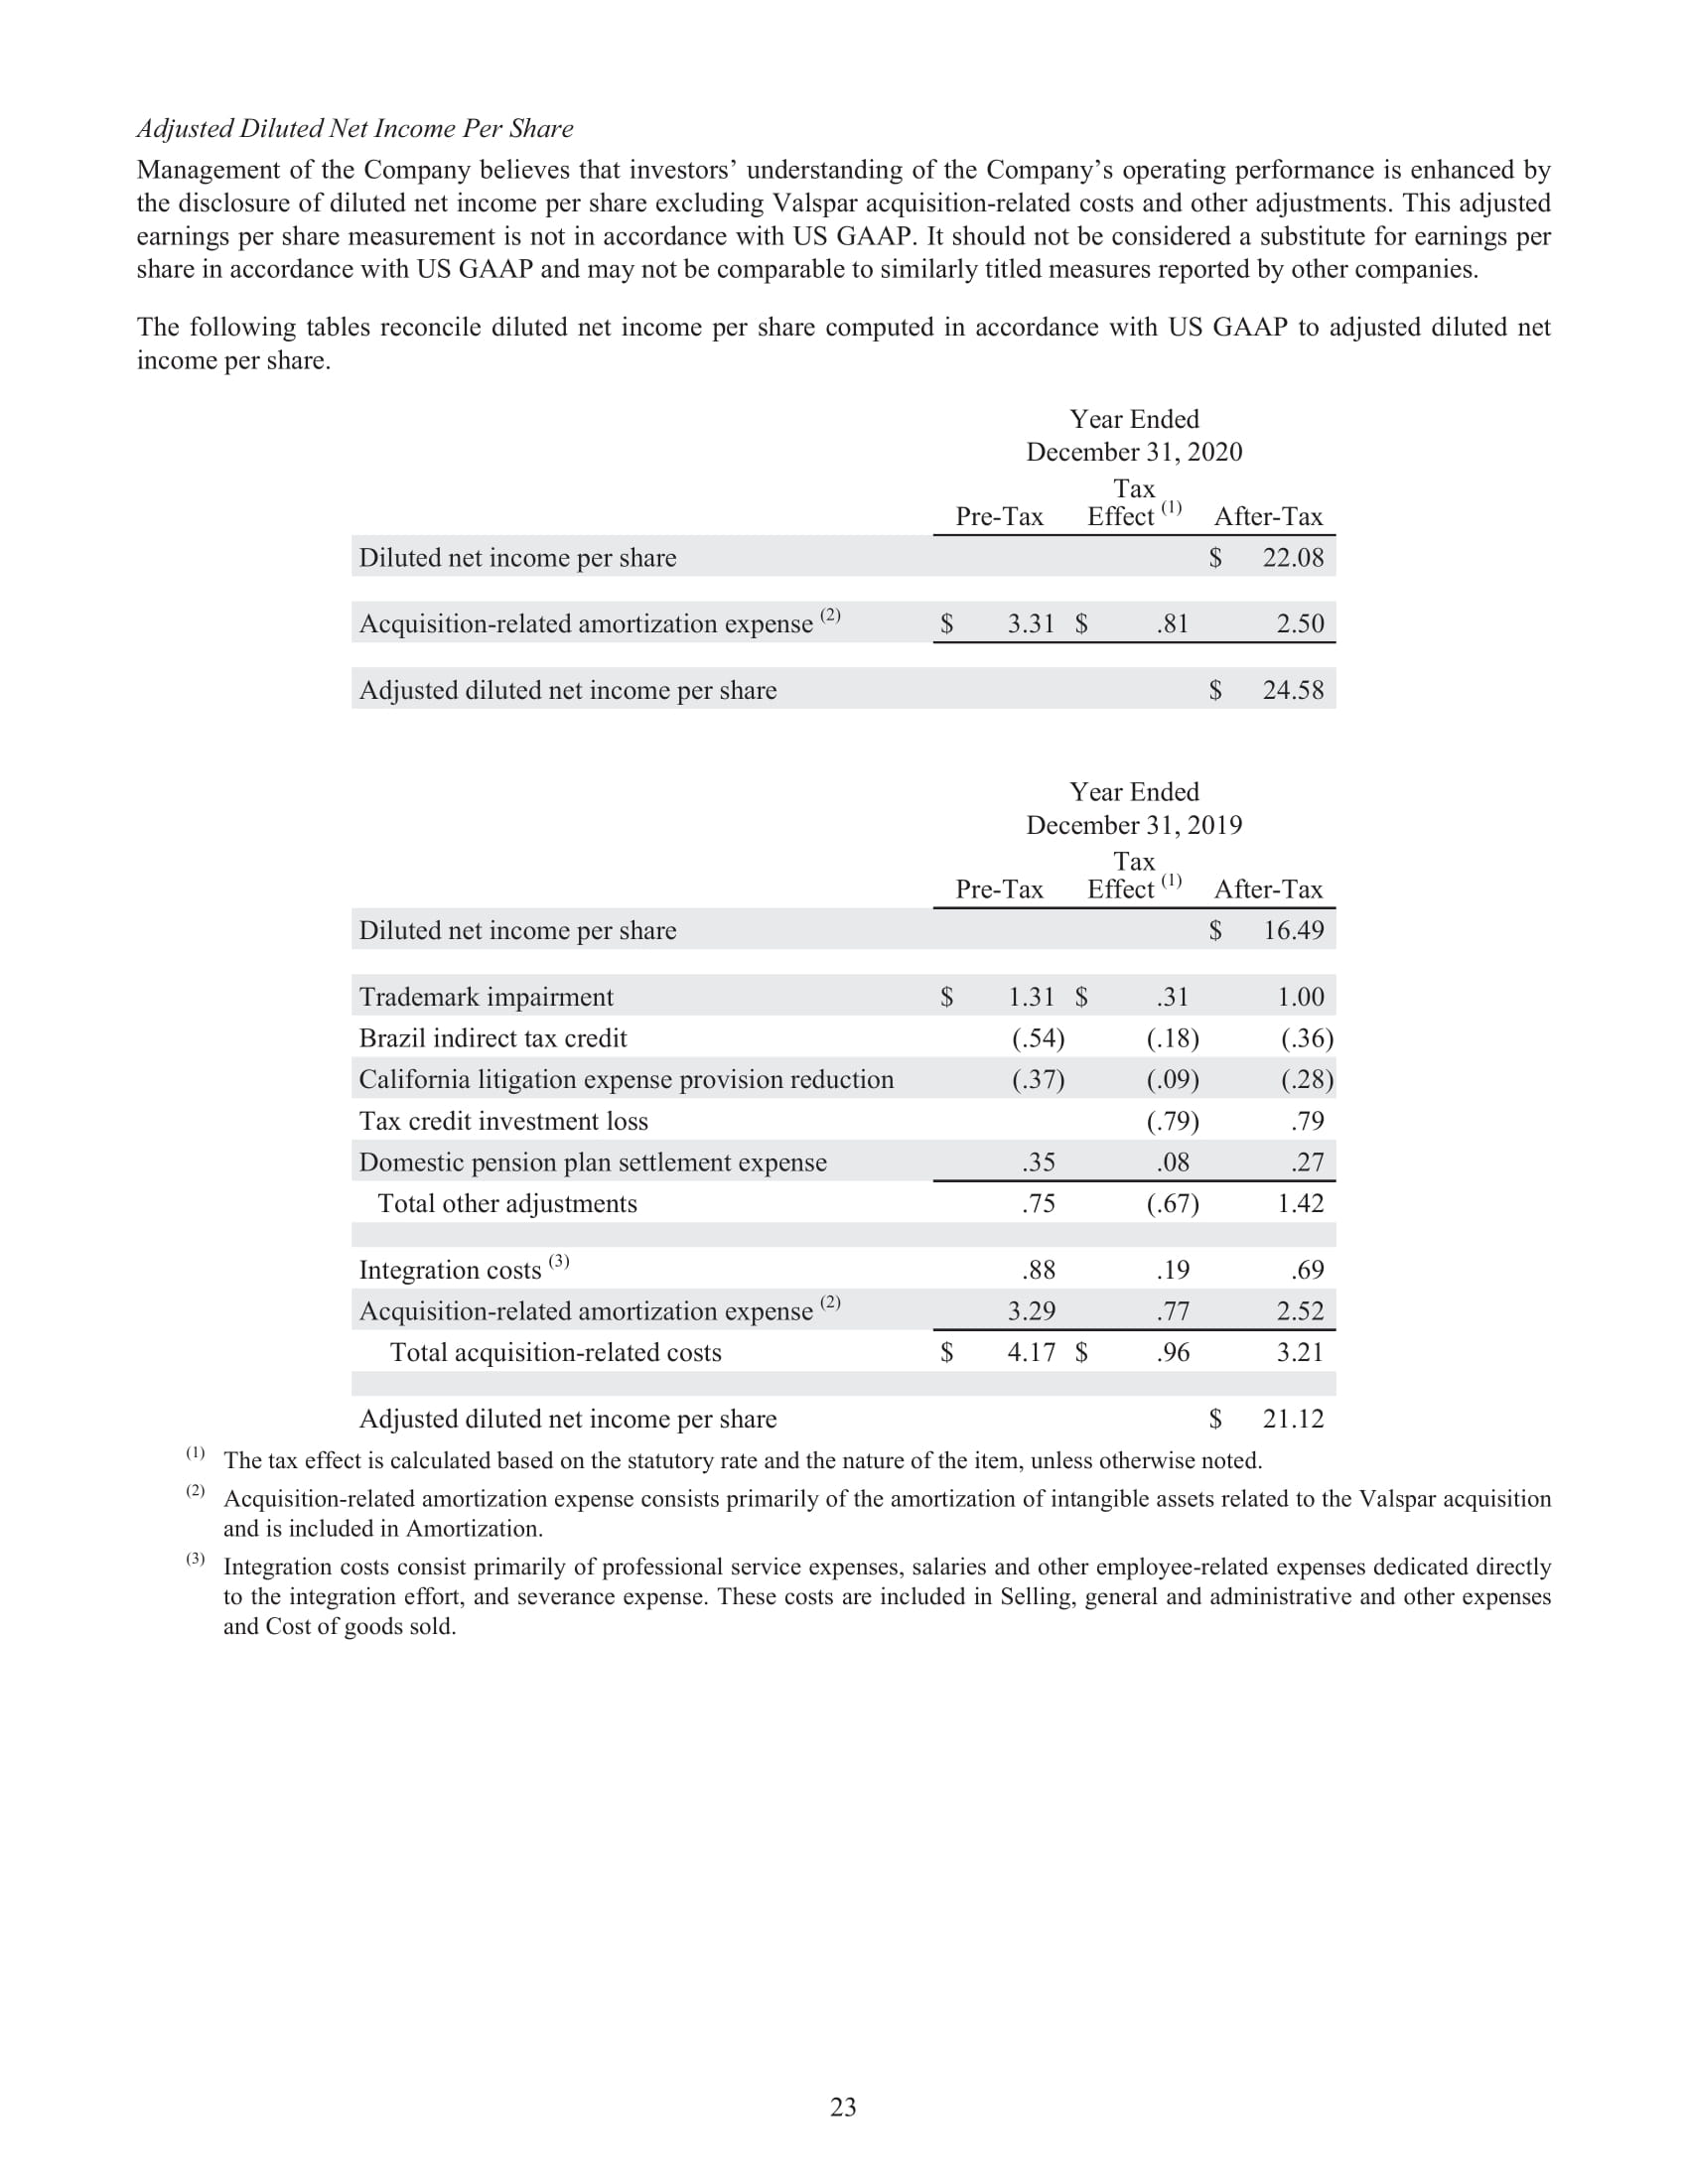 Adjusted Diluted Net Income Per Share
Management of the Company believes that investors’ understanding of the Company’s operating performance is enhanced by
the disclosure of diluted net income per share excluding Valspar acquisition-related costs and other adjustments. This adjusted
earnings per share measurement is not in accordance with US GAAP. It should not be considered a substitute for earnings per
share in accordance with US GAAP and may not be comparable to similarly titled measures reported by other companies.
The following tables reconcile diluted net income per share computed in accordance with US GAAP to adjusted diluted net
income per share.
Year Ended
December 31, 2020
Tax
Pre-Tax Effect (1) After-Tax
Diluted net income per share $ 22.08
Acquisition-related amortization expense (2) $ 3.31 $ .81 2.50
Adjusted diluted net income per share $ 24.58
Year Ended
December 31, 2019
Tax
Pre-Tax Effect (1) After-Tax
Diluted net income per share $ 16.49
Trademark impairment $ 1.31 $ .31 1.00
Brazil indirect tax credit (.54) (.18) (.36)
California litigation expense provision reduction (.37) (.09) (.28)
Tax credit investment loss (.79) .79
Domestic pension plan settlement expense .35 .08 .27
Total other adjustments .75 (.67) 1.42
Integration costs (3) .88 .19 .69
Acquisition-related amortization expense (2) 3.29 .77 2.52
Total acquisition-related costs $ 4.17 $ .96 3.21
Adjusted diluted net income per share $ 21.12
(1) The tax effect is calculated based on the statutory rate and the nature of the item, unless otherwise noted.
(2) Acquisition-related amortization expense consists primarily of the amortization of intangible assets related to the Valspar acquisition
and is included in Amortization.
(3) Integration costs consist primarily of professional service expenses, salaries and other employee-related expenses dedicated directly
to the integration effort, and severance expense. These costs are included in Selling, general and administrative and other expenses
and Cost of goods sold.
23